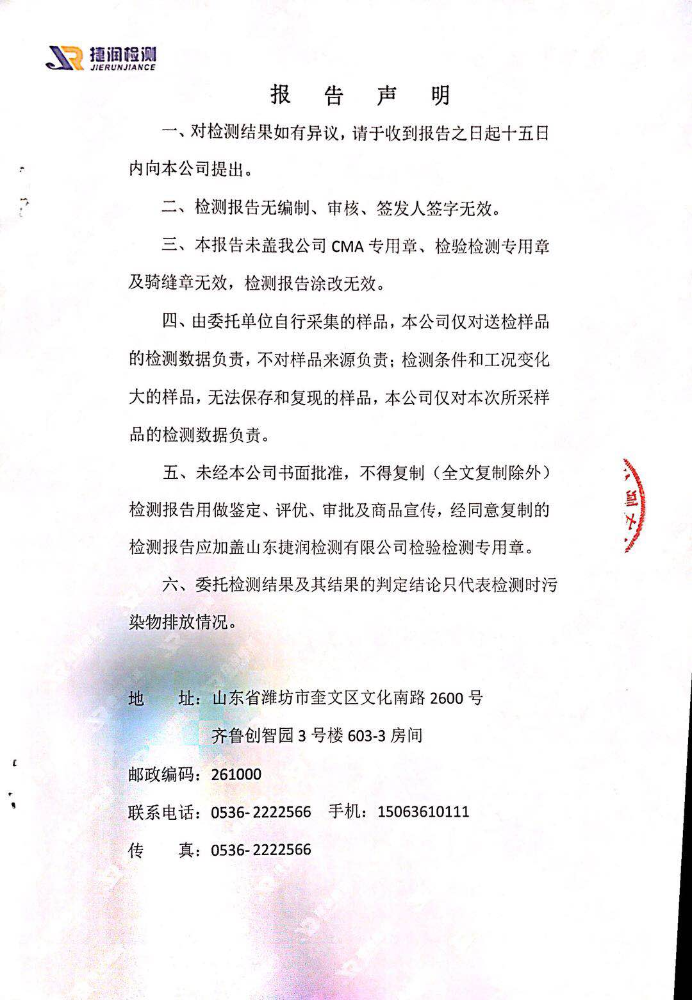 捷润检测
JIERUNJIANCE
报告声明
一、对检测结果如有异议，请于收到报告之日起十五日
内向本公司提出。
二、检测报告无编制、审核、签发人签字无效。
三、本报告未盖我公司 CMA 专用章、检验检测专用章
及骑缝章无效，检测报告涂改无效。
四、由委托单位自行采集的样品，本公司仅对送检样品
的检测数据负责，不对样品来源负责；检测条件和工况变化
大的样品，无法保存和复现的样品，本公司仅对本次所采样
品的检测数据负责。
五、未经本公司书面批准，不得复制（全文复制除外）
检测报告用做鉴定、评优、审批及商品宣传，经同意复制的
检测报告应加盖山东捷润检测有限公司检验检测专用章。
六、委托检测结果及其结果的判定结论只代表检测时污
染物排放情况。
地 址：山东省潍坊市奎文区文化南路 2600 号
齐鲁创智园 3 号楼 603-3 房间
邮政编码：261000
联系电话：0536- 2222566 手机：15063610111
传 真：0536- 2222566
测